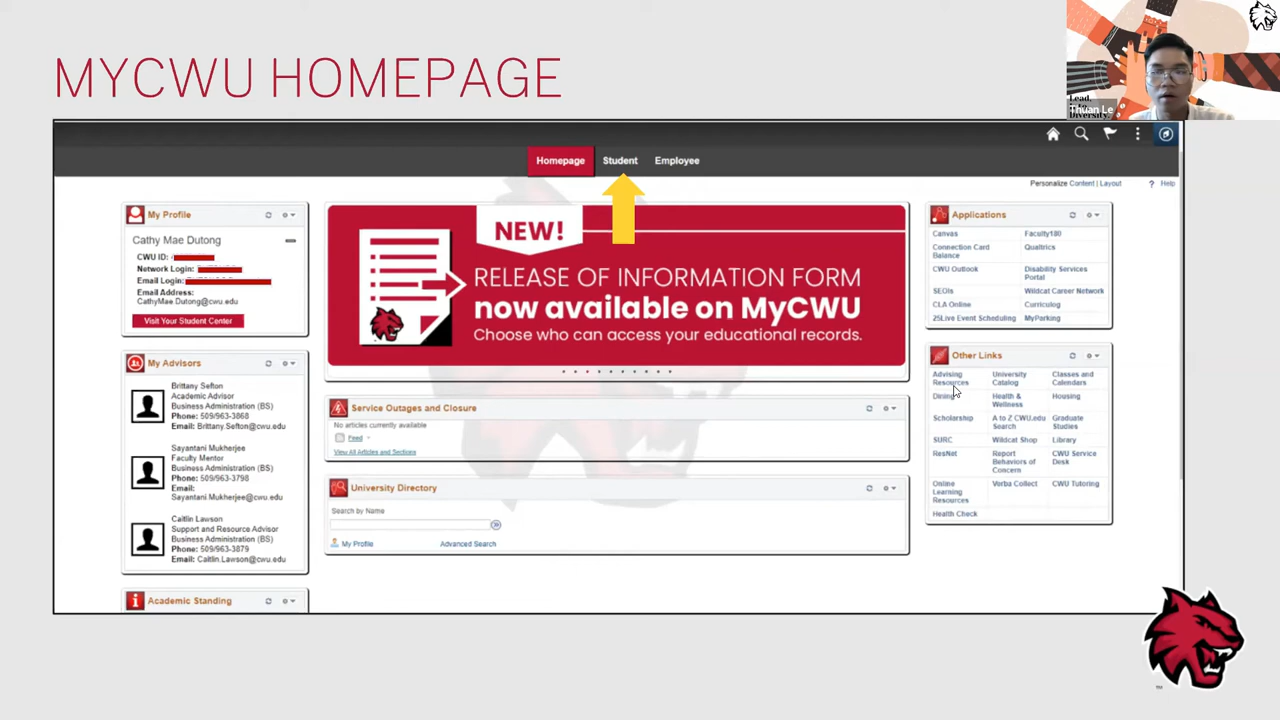 MYCWU HOMEPAGE
Lead.
Diversity.
Thuan Le
Homepage Student Employee
Personalize Content | Layout ? Help
My Profile
Cathy Mae Dutong
CWU ID:
Network Login:
Email Login:
Email Address:
CathyMae Dutong@cwu.edu
Visit Your Student Center
My Advisors
Brittany Sefton
Academic Advisor
Business Administration (BS)
Phone: 509/963-3868
Email: Brittany.Sefton@cwu.edu
Sayantani Mukherjee
Faculty Mentor
Business Administration (BS)
Phone: 509/963-3798
Email:
Sayantani.Mukherjee@cwu.edu
Caitlin Lawson
Support and Resource Advisor
Business Administration (BS)
Phone: 509/963-3879
Email: Caitlin.Lawson@cwu.edu
Academic Standing
NEW!
RELEASE OF INFORMATION FORM
now available on MyCWU
Choose who can access your educational records.
Service Outages and Closure
No articles currently available
Feed
View All Articles and Sections
University Directory
Search by Name
My Profile Advanced Search
Applications
Canvas Faculty180
Connection Card Balance Qualtrics
CWU Outlook Disability Services Portal
SEOIs Wildcat Career Network
CLA Online Curriculog
25Live Event Scheduling MyParking
Other Links
Advising University Classes and
Resources Catalog Calendars
Dining Health & Housing
Wellness
Scholarship A to Z CWU.edu Graduate
Search Studies
SURC Wildcat Shop Library
ResNet Report CWU Service
Behaviors of Desk
Concern
Online Verba Collect CWU Tutoring
Learning
Resources
Health Check
TM